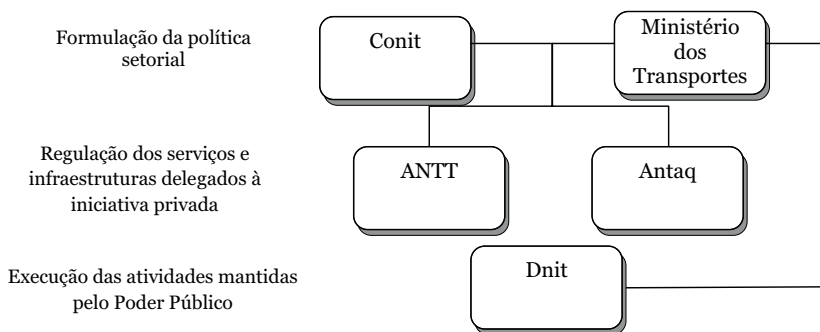 Formulação da política
setorial
Conit
Ministério
dos
Transportes
Regulação dos serviços e
infraestruturas delegados à
iniciativa privada
ANTT
Antaq
Execução das atividades mantidas
pelo Poder Público
Dnit